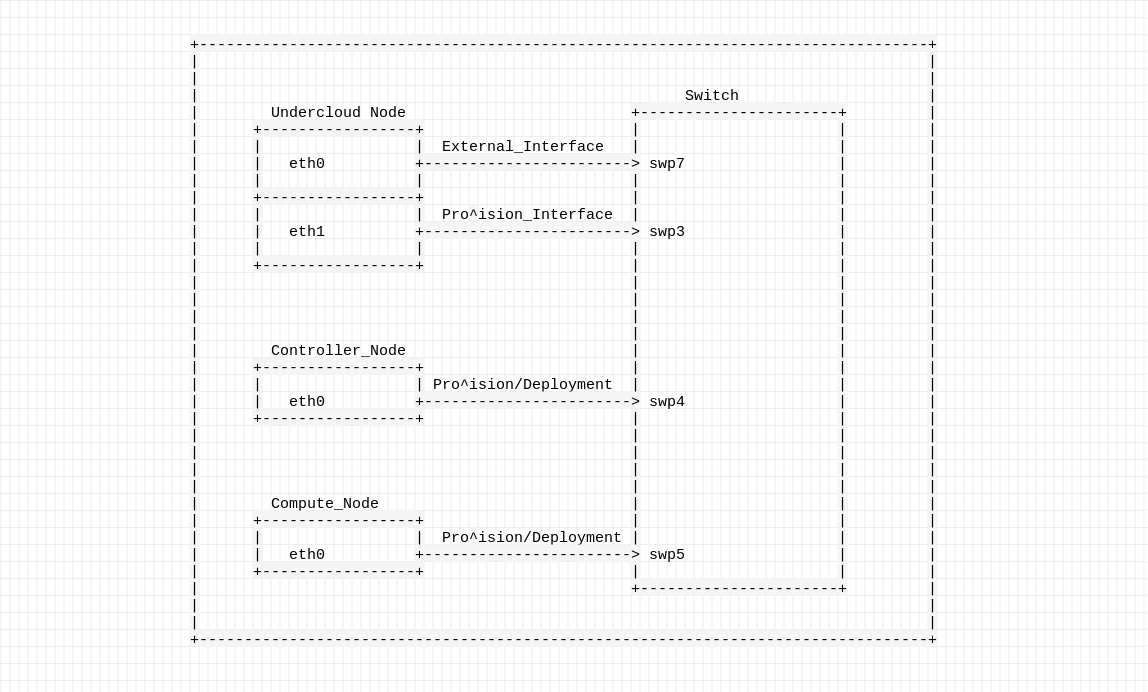 Switch
Undercloud Node
External_Interface
eth0 swp7
Pro^ision_Interface
eth1 swp3
Controller_Node
Pro^ision/Deployment
eth0 swp4
Compute_Node
Pro^ision/Deployment
eth0 swp5